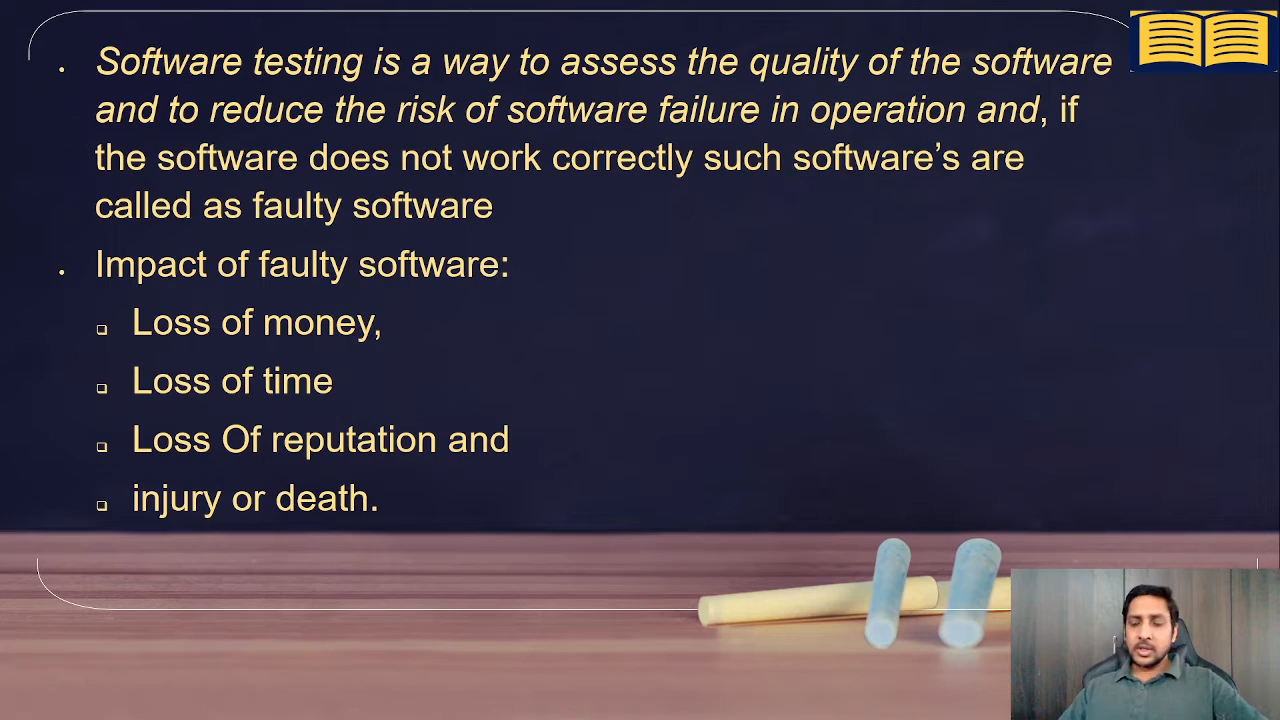 Software testing is a way to assess the quality of the software
and to reduce the risk of software failure in operation and, if
the software does not work correctly such software’s are
called as faulty software
Impact of faulty software:
Loss of money,
Loss of time
Loss Of reputation and
injury or death.